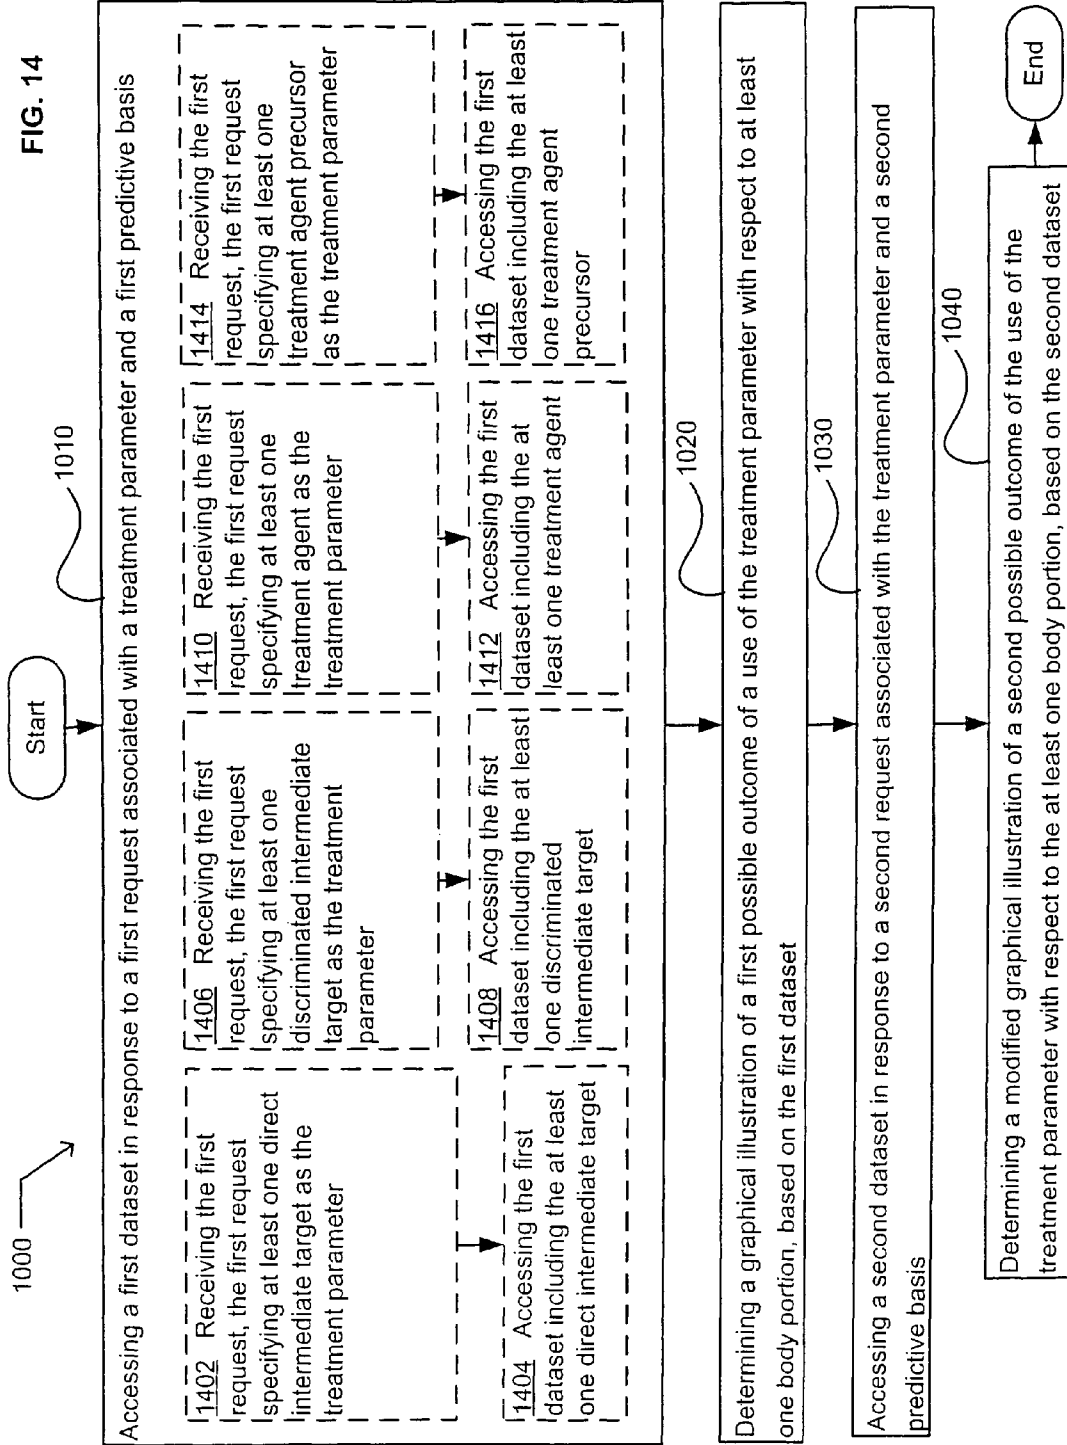 FIG. 14
1000
Start
1010
Accessing a first dataset in response to a first request associated with a treatment parameter and a first predictive basis
1402 Receiving the first
request, the first request
specifying at least one direct
intermediate target as the
treatment parameter
1404 Accessing the first
dataset including the at least
one direct intermediate target
1406 Receiving the first
request, the first request
specifying at least one
discriminated intermediate
target as the treatment
parameter
1408 Accessing the first
dataset including the at least
one discriminated
intermediate target
1410 Receiving the first
request, the first request
specifying at least one
treatment agent as the
treatment parameter
1412 Accessing the first
dataset including the at
least one treatment agent
1414 Receiving the first
request, the first request
specifying at least one
treatment agent precursor
as the treatment parameter
1416 Accessing the first
dataset including the at least
one treatment agent
precursor
1020
Determining a graphical illustration of a first possible outcome of a use of the treatment parameter with respect to at least
one body portion, based on the first dataset
1030
Accessing a second dataset in response to a second request associated with the treatment parameter and a second
predictive basis
1040
Determining a modified graphical illustration of a second possible outcome of the use of the
treatment parameter with respect to the at least one body portion, based on the second dataset
End